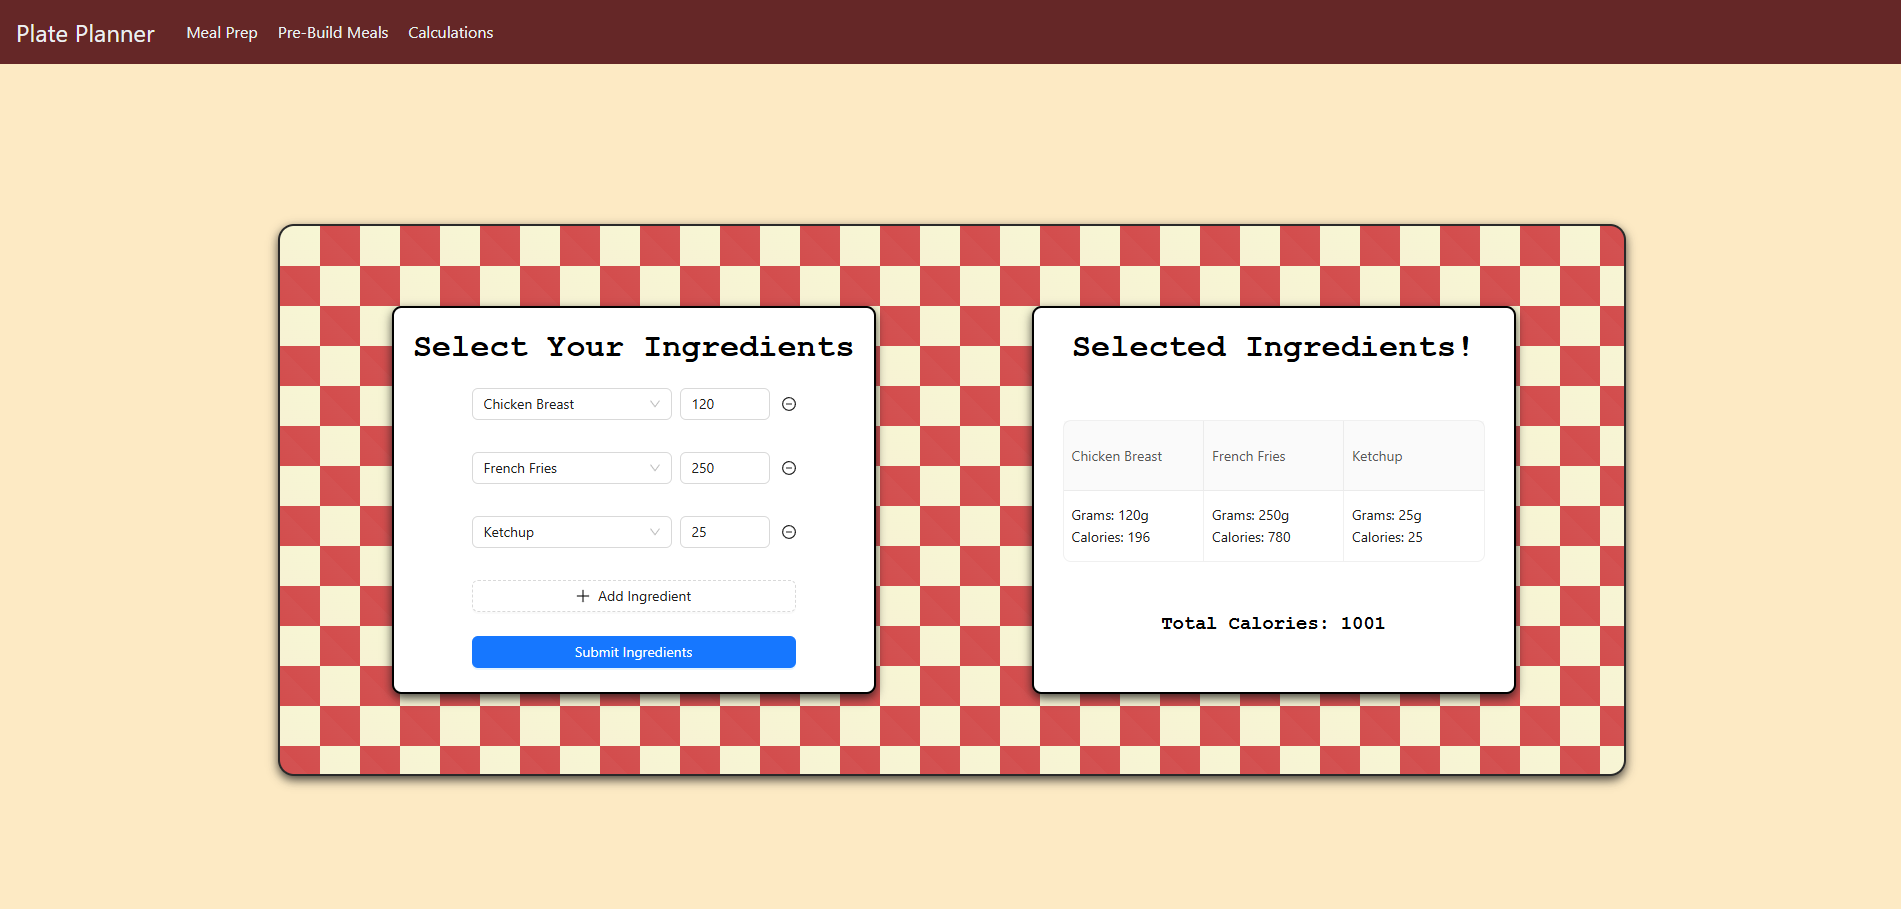 Plate Planner
Meal Prep
Pre-Build Meals
Calculations
Select Your Ingredients
Chicken Breast
120
French Fries
250
Ketchup
25
Add Ingredient
Submit Ingredients
Selected Ingredients!
Chicken Breast
French Fries
Ketchup
Grams: 120g
Calories: 196
Grams: 250g
Calories: 780
Grams: 25g
Calories: 25
Total Calories: 1001